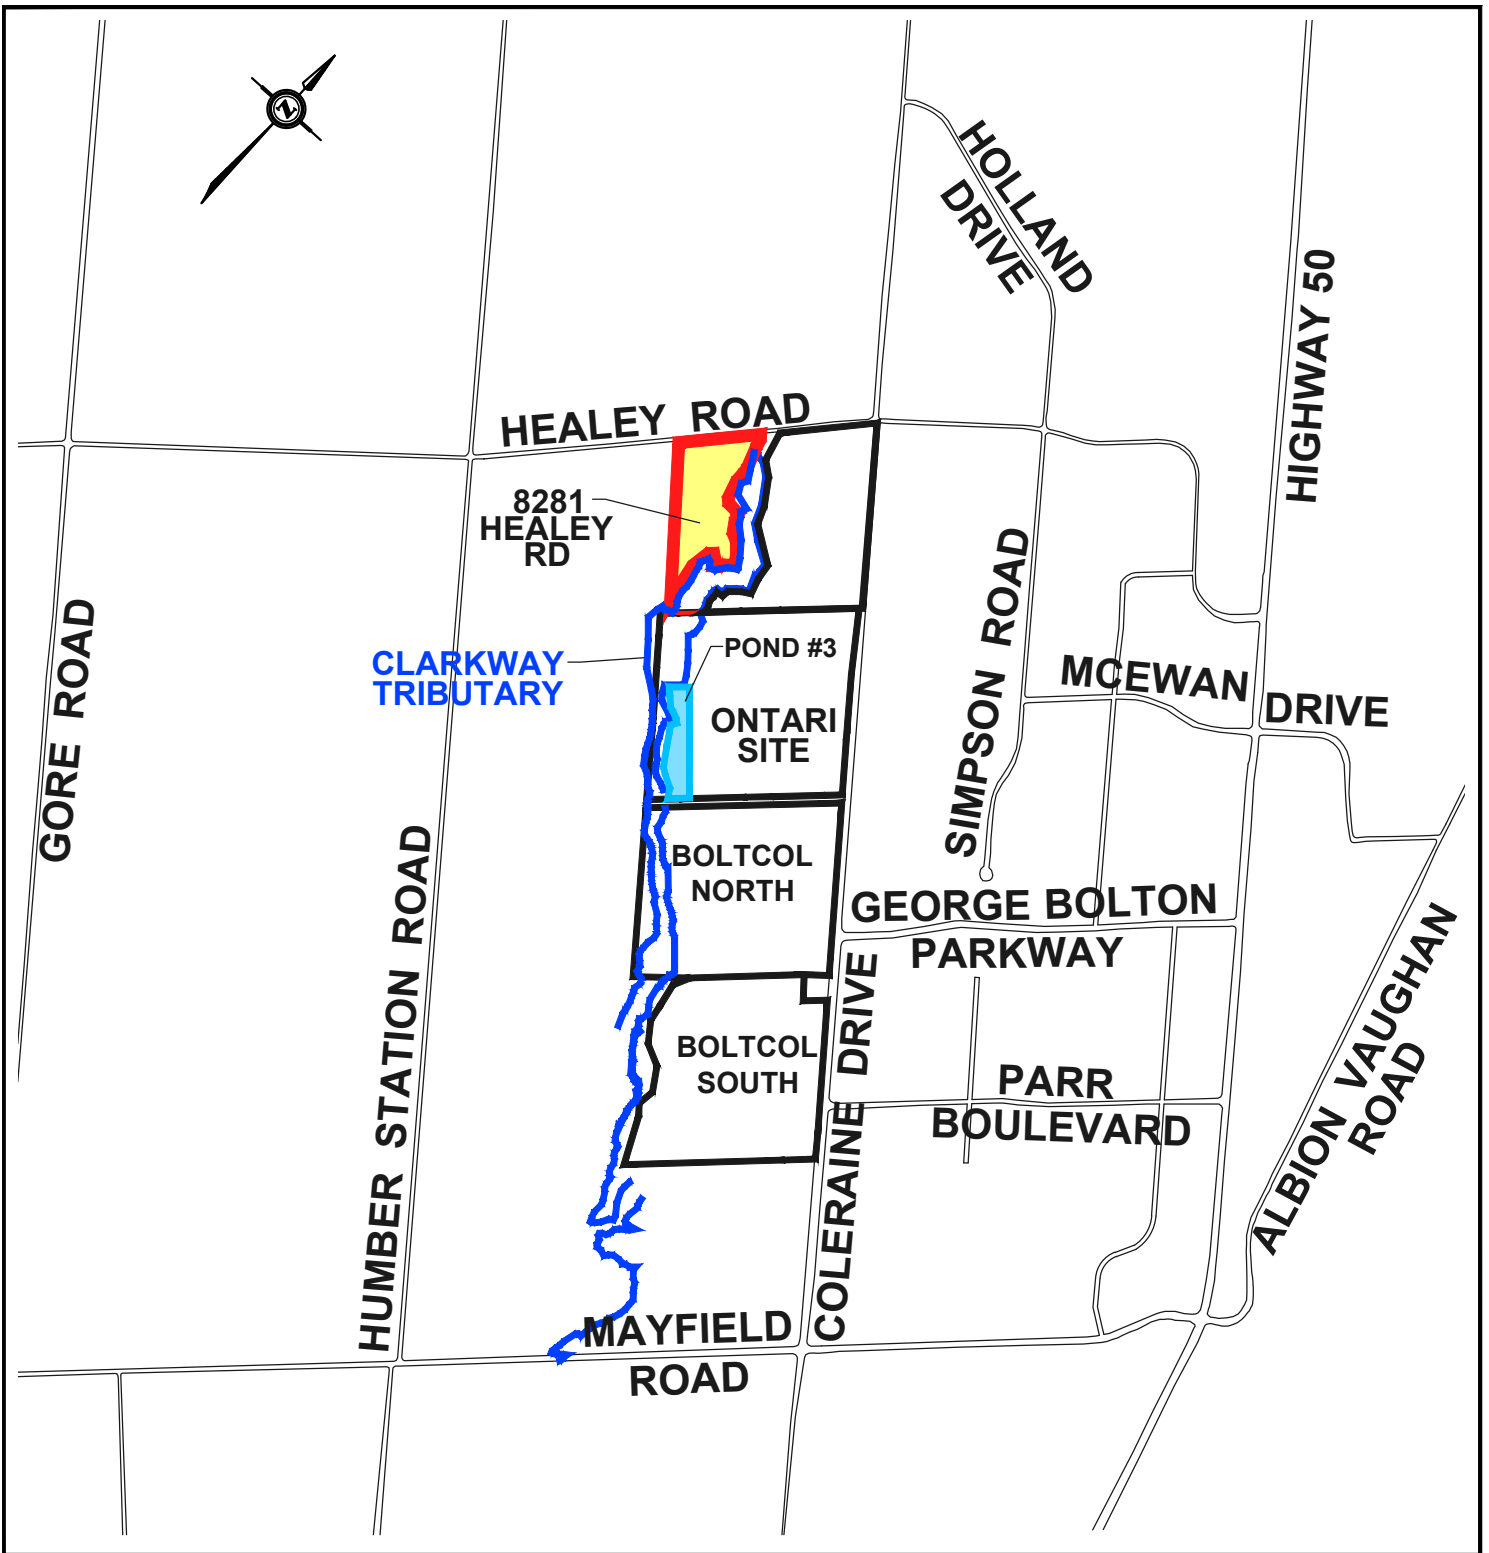 N
HOLLAND
DRIVE
HIGHWAY 50
HEALEY ROAD
8281
HEALEY
RD
GORE ROAD
CLARKWAY
TRIBUTARY
POND #3
ONTARI
SITE
SIMPSON ROAD
MCEWAN DRIVE
HUMBER STATION ROAD
BOLTCOL
NORTH
GEORGE BOLTON
PARKWAY
BOLTCOL
SOUTH
COLERAINE DRIVE
PARR
BOULEVARD
ALBION VAUGHAN
ROAD
MAYFIELD
ROAD